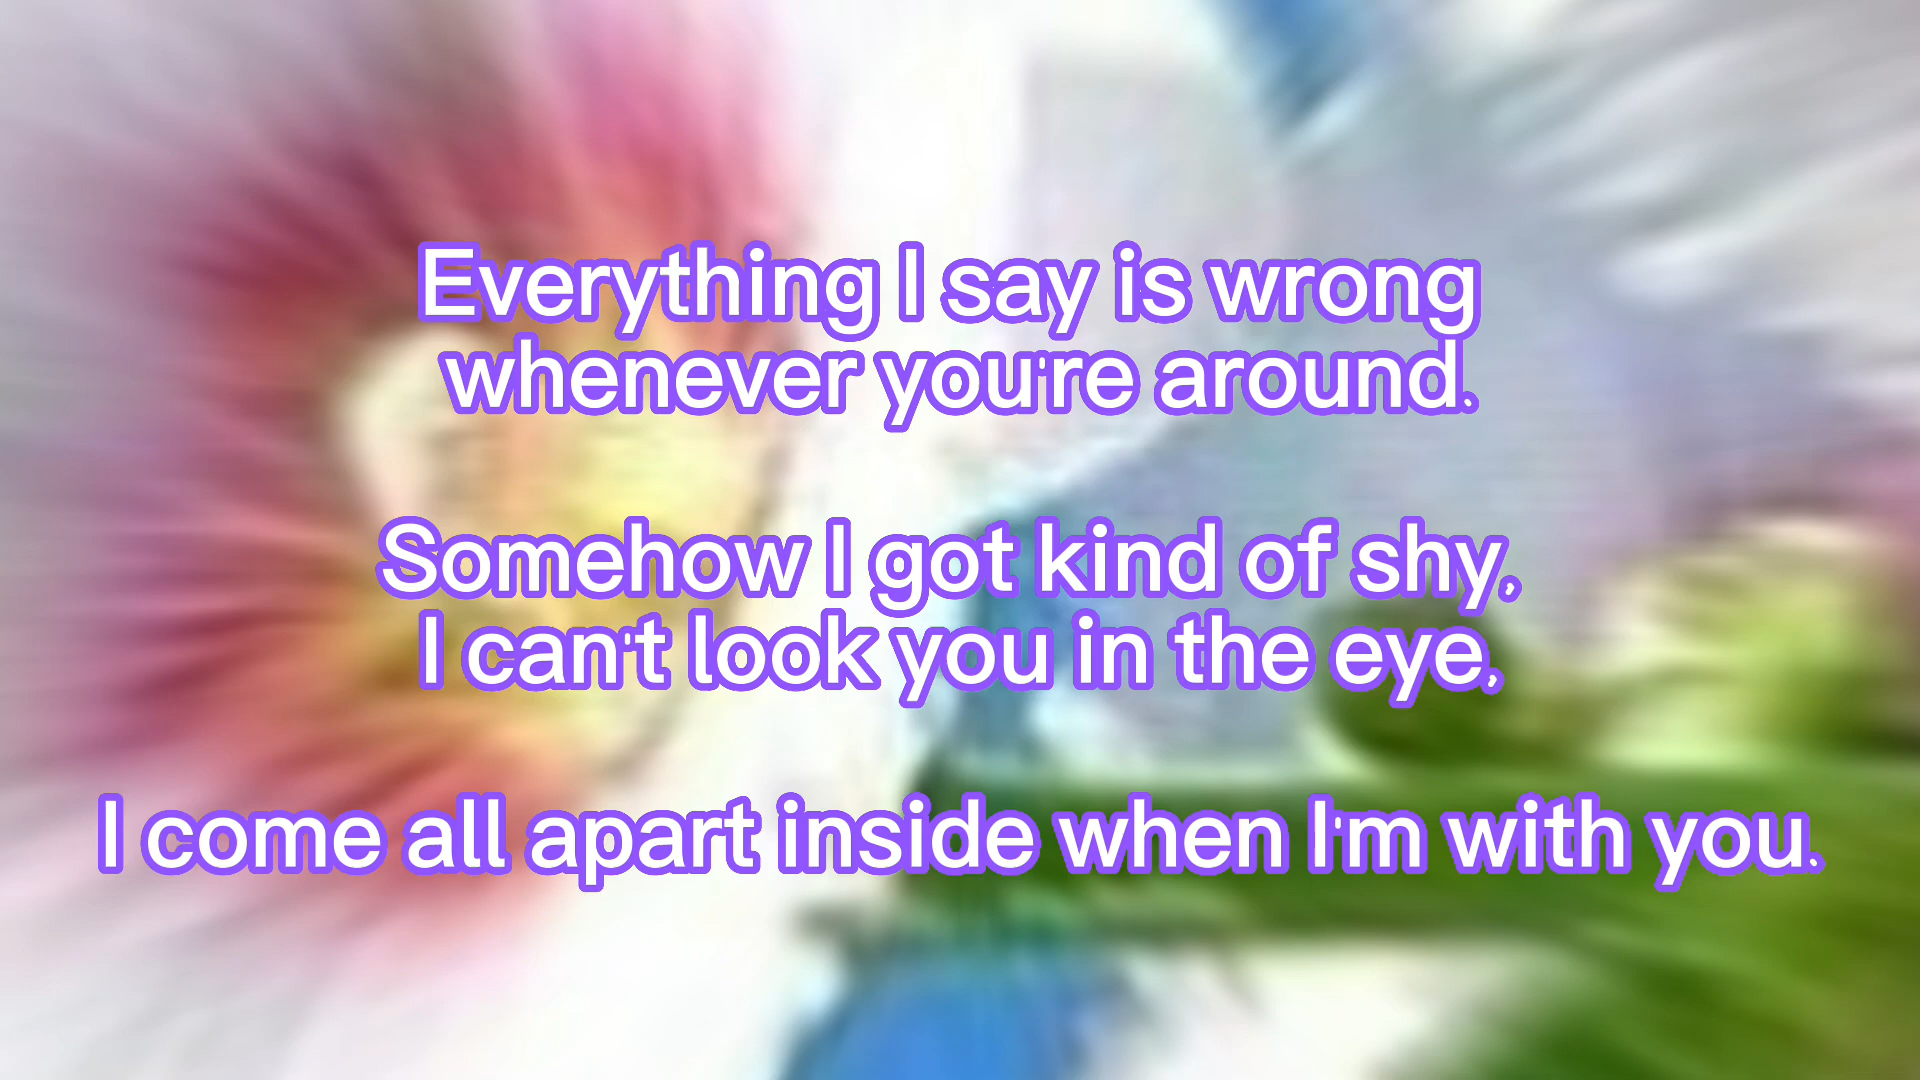 Everything I say is wrong
whenever you're around.
Somehow I got kind of shy,
I can't look you in the eye,
I come all apart inside when I'm with you.